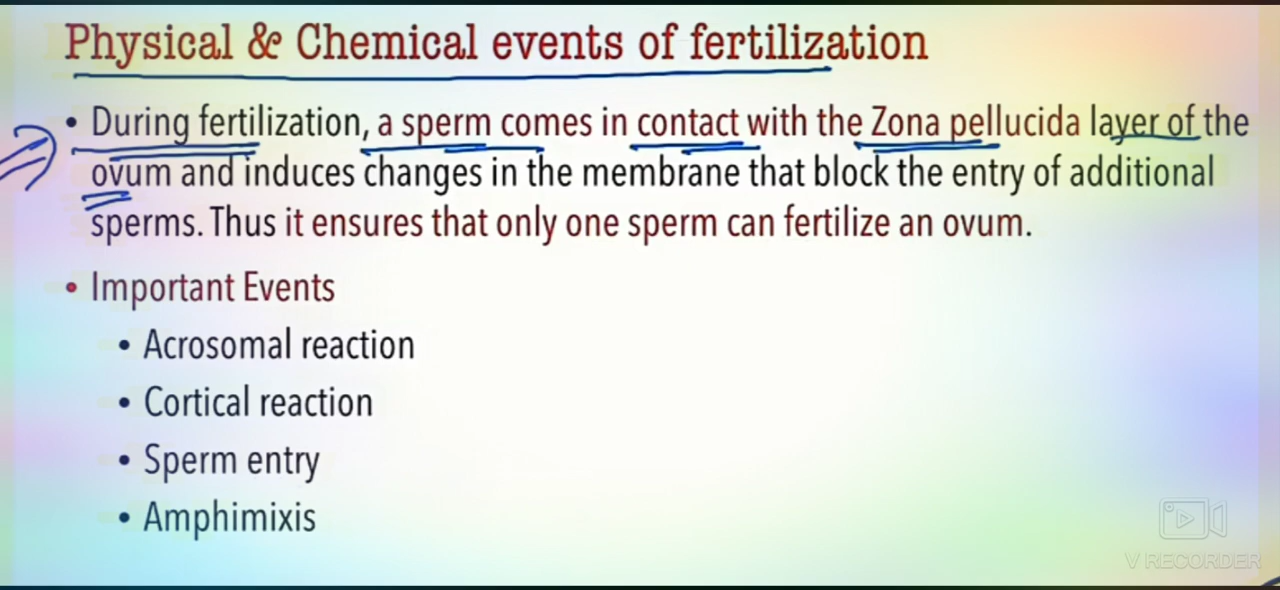 Physical & Chemical events of fertilization
• During fertilization, a sperm comes in contact with the Zona pellucida layer of the
ovum and induces changes in the membrane that block the entry of additional
sperms. Thus it ensures that only one sperm can fertilize an ovum.
• Important Events
• Acrosomal reaction
• Cortical reaction
• Sperm entry
• Amphimixis
V RECORDER